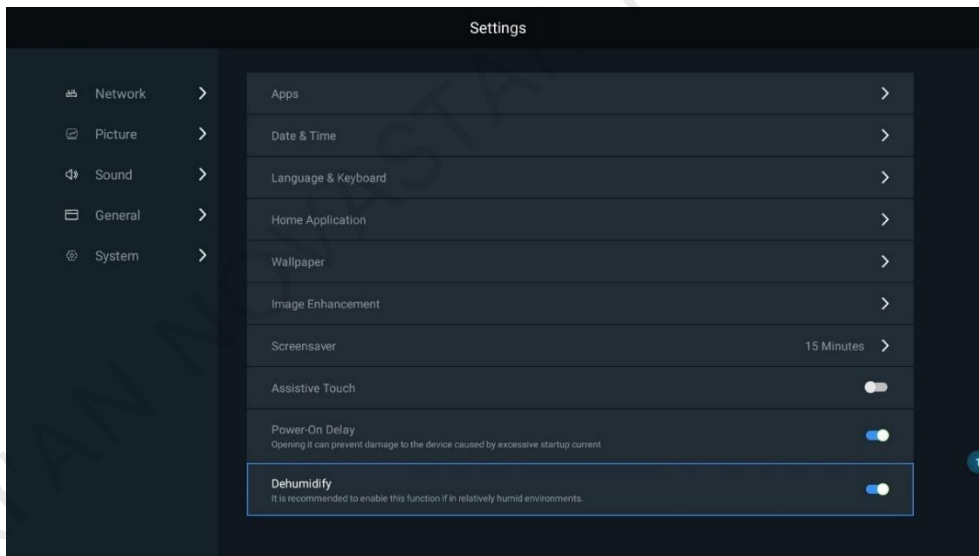 Settings
Network
Picture
Sound
General
System
Apps
Date & Time
Language & Keyboard
Home Application
Wallpaper
Image Enhancement
Screensaver 15 Minutes
Assistive Touch
Power-On Delay
Opening it can prevent damage to the device caused by excessive startup current
Dehumidify
It is recommended to enable this function if in relatively humid environments.